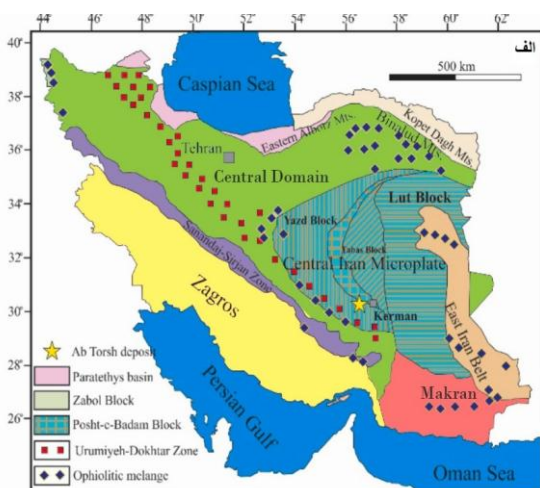 44° 46° 48° 50° 52° 54° 56° 58° 60° 62°
40°
38°
36°
34°
32°
30°
28°
26°
الف
500 km
Caspian Sea
Eastern Alborz Mts.
Binalud Mts.
Kopet Dagh Mts.
Tehran
Central Domain
Lut Block
Yazd Block
Tabas Block
Central Iran Microplate
Sanandaj-Sirjan Zone
Zagros
Kerman
East Iran Belt
Makran
Persian Gulf
Oman Sea
Ab Torsh deposit
Paratethys basin
Zabol Block
Posht-c-Badam Block
Urumiyeh-Dokhtar Zone
Ophiolitic melange